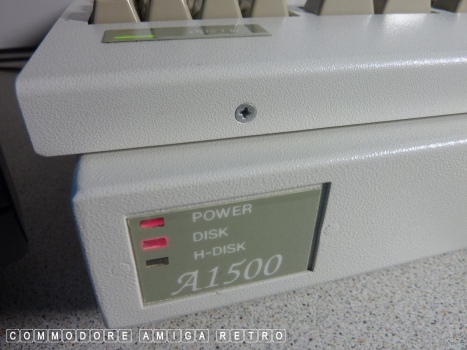 POWER
DISK
H-DISK
A1500
COMMODORE AMIGA RETRO